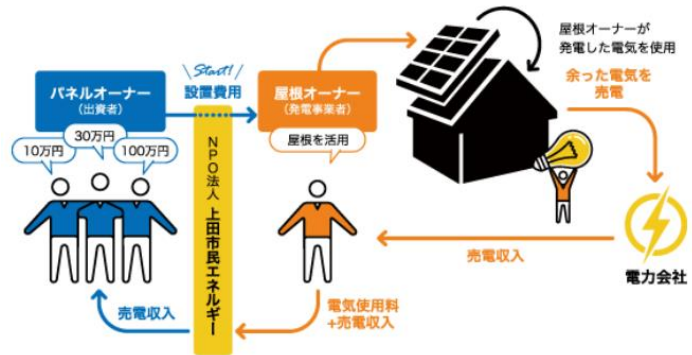 Start!
設置費用
パネルオーナー
（出資者）
10万円
30万円
100万円
屋根オーナー
（発電事業者）
屋根を活用
屋根オーナーが
発電した電気を使用
余った電気を
売電
NPO法人 上田市民エネルギー
売電収入
電力会社
電気使用料
+売電収入
売電収入